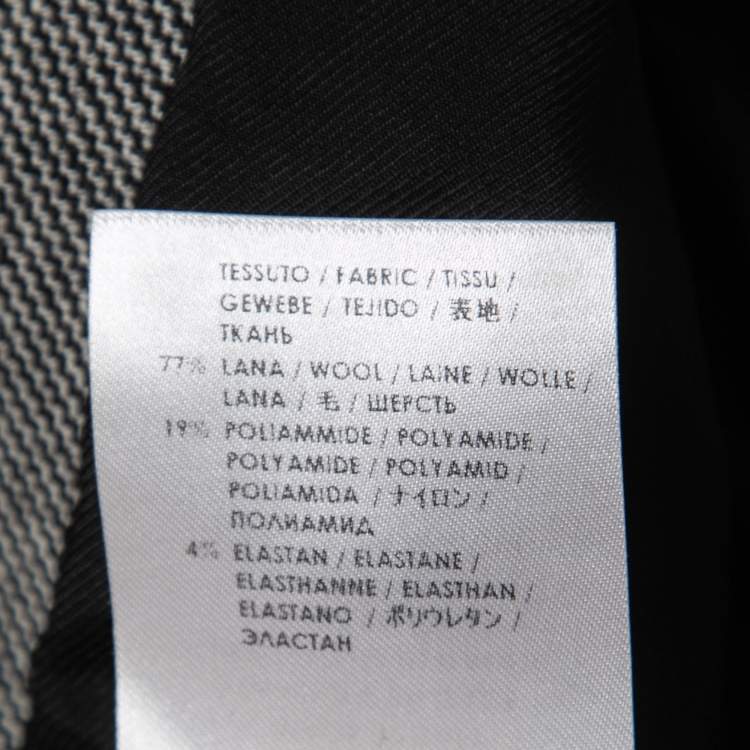 TESSUTO / FABRIC / TISSU /
GEWEBE / TEJIDO / 表地 /
ТКАНЬ
77% LANA / WOOL / LAINE / WOLLE /
LANA / 毛 / ШЕРСТЬ
19% POLIAMMIDE / POLYAMIDE /
POLYAMIDE / POLYAMID /
POLIAMIDA / ナイロン /
ПОЛИАМИД
4% ELASTAN / ELASTANE /
ELASTHANNE / ELASTHAN /
ELASTANO / ポリウレタン /
ЭЛАСТАН